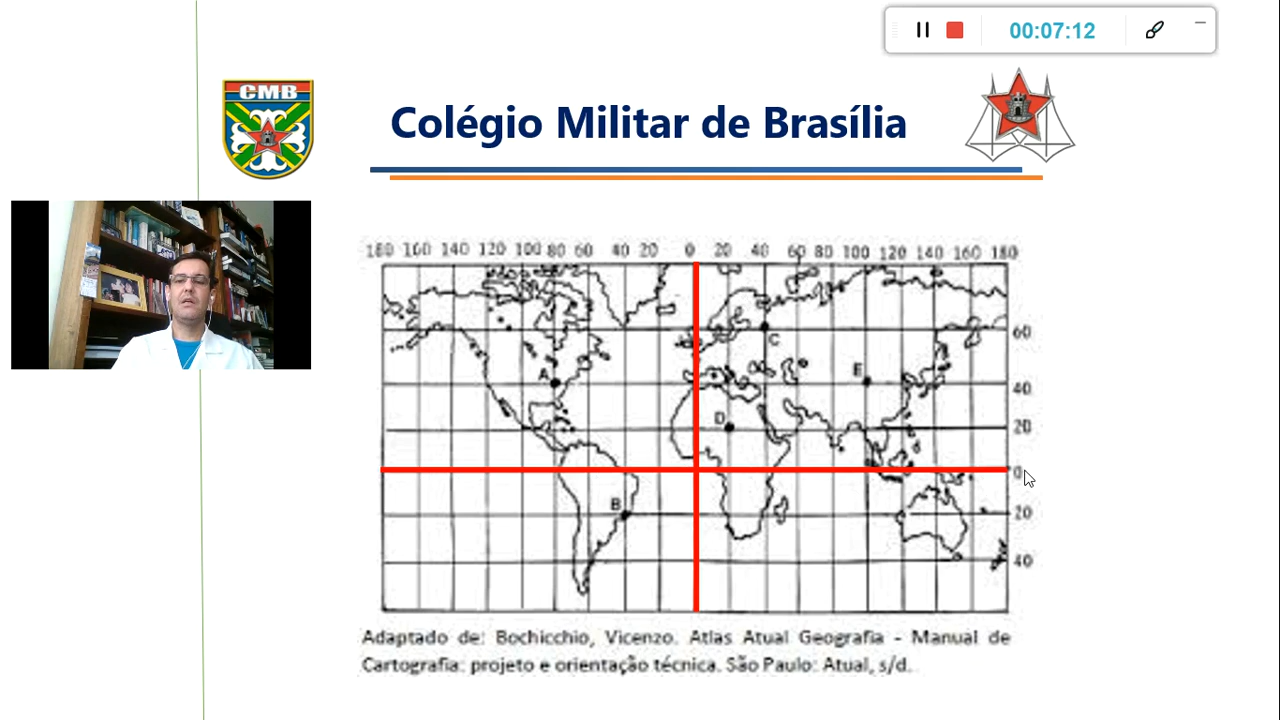 00:07:12
CMB
Colégio Militar de Brasília
180 160 140 120 100 80 60 40 20 0 20 40 60 80 100 120 140 160 180
60
C
A
E
40
D
20
0
B
20
40
Adaptado de: Bochicchio, Vicenzo. Atlas Atual Geografia - Manual de
Cartografia: projeto e orientação técnica. São Paulo: Atual, s/d.